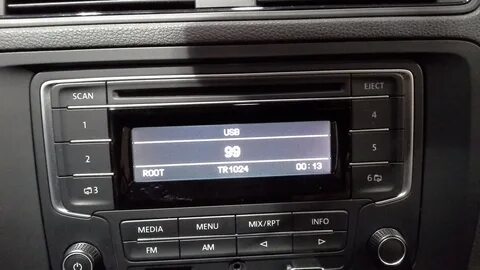 SCAN
EJECT
1
4
2
5
3
6
USB
99
ROOT TR1024 00:13
MEDIA MENU MIX/RPT INFO
FM AM